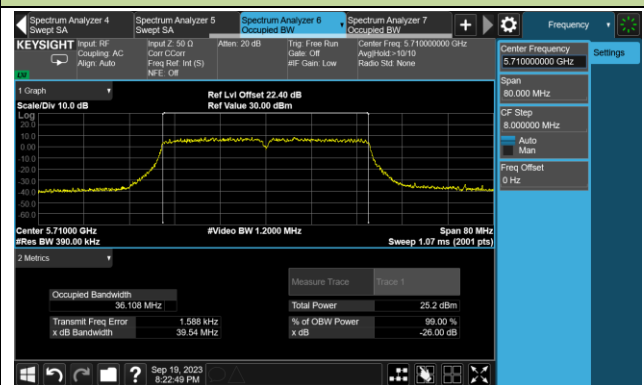 Spectrum Analyzer 4
Swept SA
Spectrum Analyzer 5
Swept SA
Spectrum Analyzer 6
Occupied BW
Spectrum Analyzer 7
Occupied BW
+
Frequency
KEYSIGHT
Input: RF
Coupling: AC
Align: Auto
Input Z: 50 Ω
Corr CCorr
Freq Ref: Int (S)
NFE: Off
Atten: 20 dB
Trig: Free Run
Gate: Off
#IF Gain: Low
Center Freq: 5.710000000 GHz
Avg|Hold:>10/10
Radio Std: None
Center Frequency
5.710000000 GHz
Settings
Span
80.000 MHz
CF Step
8.000000 MHz
Auto
Man
Freq Offset
0 Hz
1 Graph
Scale/Div 10.0 dB
Ref Lvl Offset 22.40 dB
Ref Value 30.00 dBm
Log
20.0
10.0
0.00
-10.0
-20.0
-30.0
-40.0
-50.0
-60.0
Center 5.71000 GHz
#Res BW 390.00 kHz
#Video BW 1.2000 MHz
Span 80 MHz
Sweep 1.07 ms (2001 pts)
2 Metrics
Measure Trace
Trace 1
Occupied Bandwidth
36.108 MHz
Total Power
25.2 dBm
Transmit Freq Error
1.588 kHz
% of OBW Power
99.00 %
x dB Bandwidth
39.54 MHz
x dB
-26.00 dB
?
Sep 19, 2023
8:22:49 PM